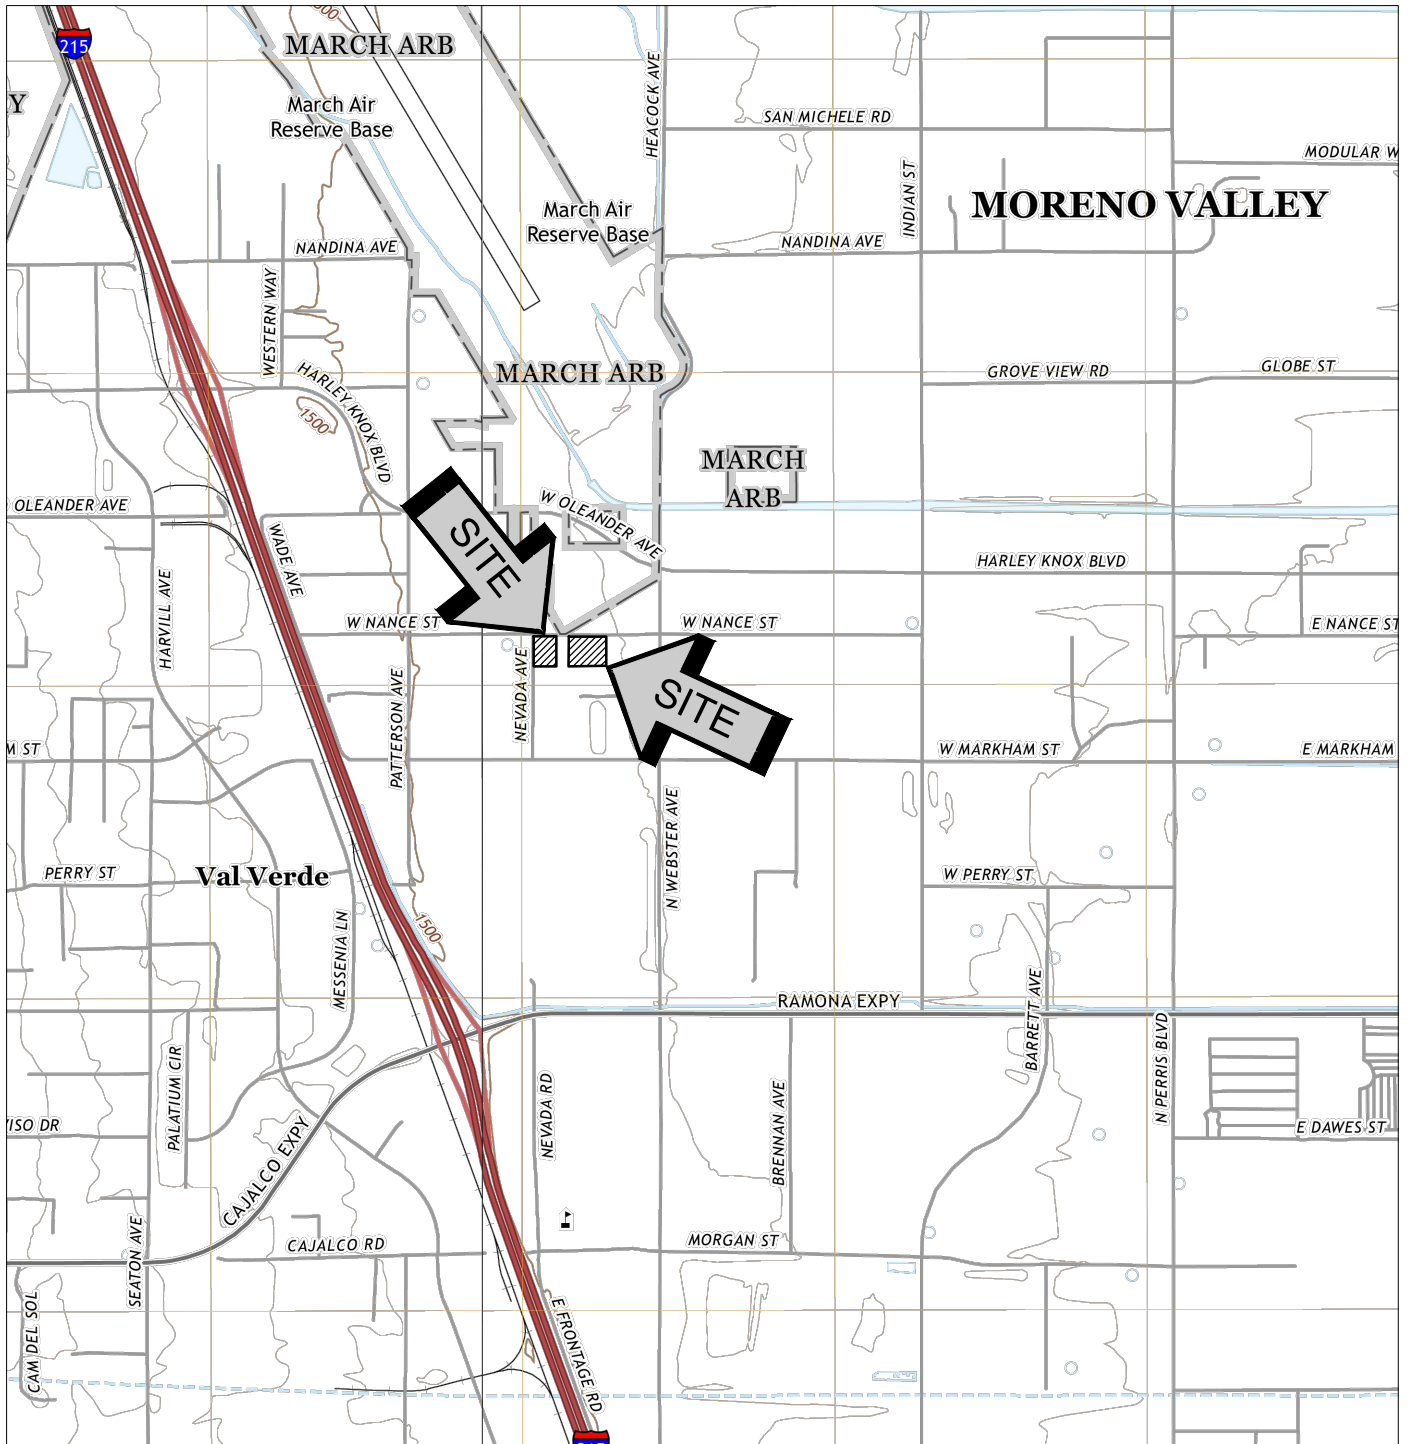 215
000
MARCH ARB
Y
March Air
Reserve Base
HEACOCK AVE
SAN MICHELE RD
MODULAR W
INDIAN ST
MORENO VALLEY
March Air
Reserve Base
NANDINA AVE
NANDINA AVE
WESTERN WAY
HARLEY KNOX BLVD
1500
MARCH ARB
GROVE VIEW RD
GLOBE ST
MARCH
ARB
OLEANDER AVE
W OLEANDER AVE
SITE
WADE AVE
HARVILL AVE
HARLEY KNOX BLVD
W NANCE ST
W NANCE ST
E NANCE ST
NEVADA AVE
PATTERSON AVE
SITE
M ST
W MARKHAM ST
E MARKHAM
N WEBSTER AVE
PERRY ST
Val Verde
W PERRY ST
MESSENIA LN
1500
RAMONA EXPY
BARRETT AVE
N PERRIS BLVD
PALATIUM CIR
NEVADA RD
BRENNAN AVE
VISO DR
E DAWES ST
CAJALCO EXPY
SEATON AVE
CAJALCO RD
MORGAN ST
CAM DEL SOL
E FRONTAGE RD